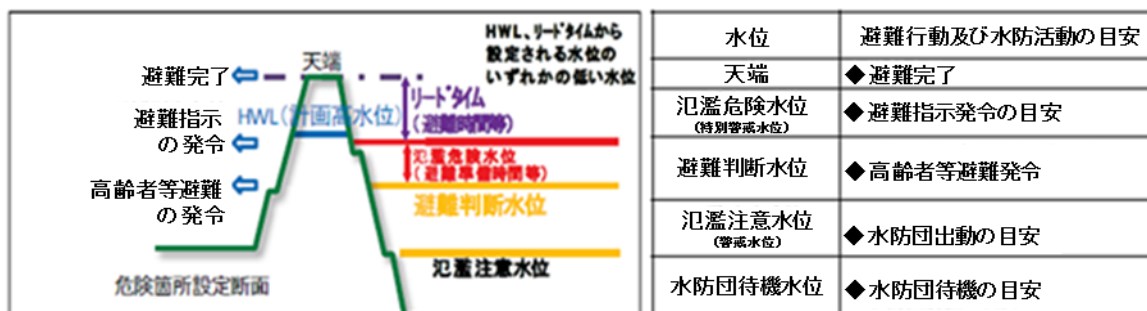 HWL、リードタイムから
設定される水位の
いずれかの低い水位
天端
避難完了
リードタイム
(避難時間等)
HWL(計画高水位)
避難指示
の発令
氾濫危険水位
(避難準備時間等)
高齢者等避難
の発令
避難判断水位
氾濫注意水位
危険箇所設定断面
水位 避難行動及び水防活動の目安
天端 ◆避難完了
氾濫危険水位
(特別警戒水位) ◆避難指示発令の目安
避難判断水位 ◆高齢者等避難発令
氾濫注意水位
(警戒水位) ◆水防団出動の目安
水防団待機水位 ◆水防団待機の目安